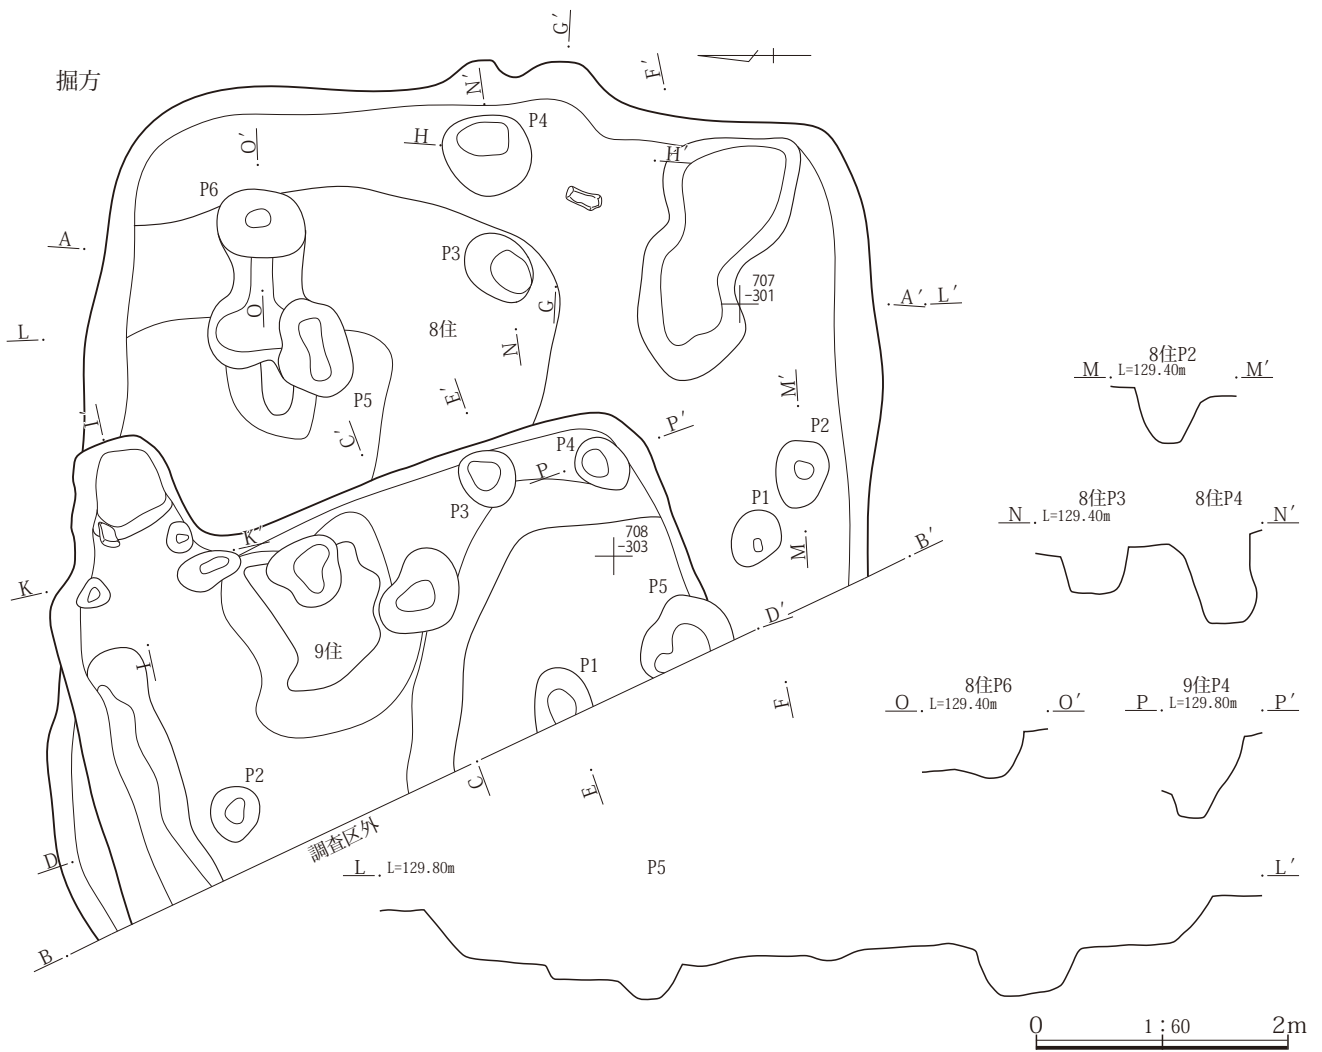 掘方
G′
F′
N′
H
P4
O′
H′
P6
A
P3
707
-301
A′
L′
O
G
L
8住
N
8住P2
M
L=129.40m
M′
M′
E′
P5
I′
C′
P′
P2
P4
P
P3
P1
8住P3
8住P4
N
L=129.40m
N′
K′
708
-303
M
B′
K
P5
D′
9住
I
P1
F
8住P6
O
L=129.40m
O′
9住P4
P
L=129.80m
P′
P2
C
E
調査区外
D
L
L=129.80m
P5
L′
B
0
1:60
2m